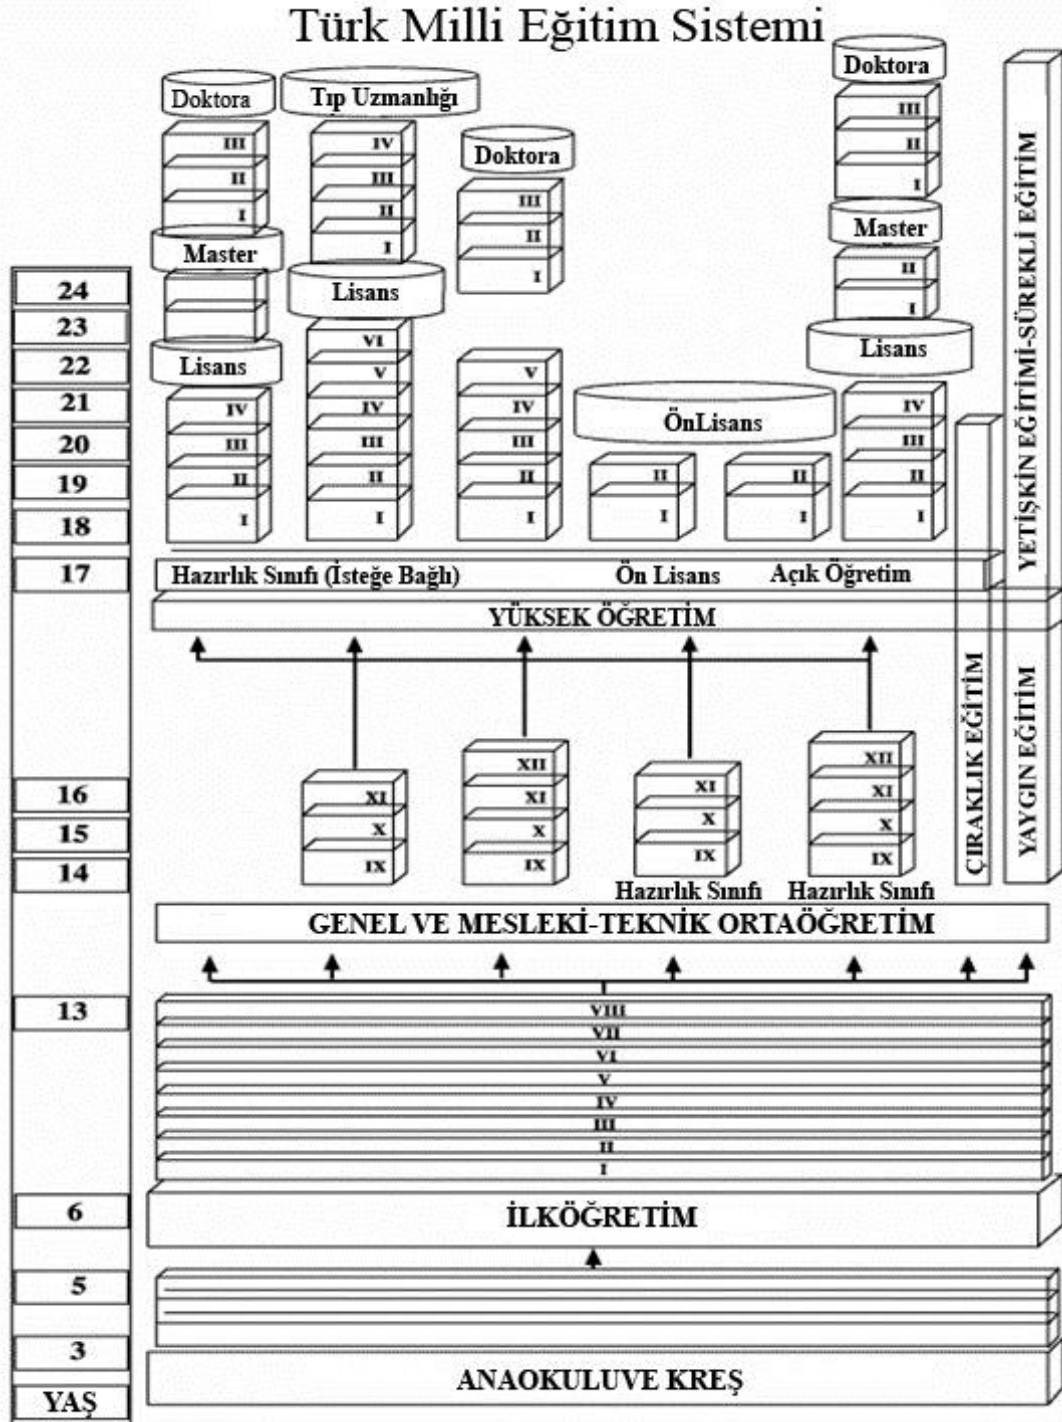 Türk Milli Eğitim Sistemi
Doktora
III
II
I
Master
Lisans
IV
III
II
I
Tıp Uzmanlığı
IV
III
II
I
Lisans
VI
V
IV
III
II
I
Doktora
III
II
I
V
IV
III
II
I
ÖnLisans
II
I
II
I
Doktora
III
II
I
Master
II
I
Lisans
IV
III
II
I
24
23
22
21
20
19
18
17
Hazırlık Sınıfı (İsteğe Bağlı)
Ön Lisans
Açık Öğretim
YÜKSEK ÖĞRETİM
YETİŞKİN EĞİTİMİ-SÜREKLİ EĞİTİM
YAYGIN EĞİTİM
ÇIRAKLIK EĞİTİM
16
15
14
XI
X
IX
XII
XI
X
IX
XI
X
IX
Hazırlık Sınıfı
XII
XI
X
IX
Hazırlık Sınıfı
GENEL VE MESLEKİ-TEKNİK ORTAÖĞRETİM
13
VIII
VII
VI
V
IV
III
II
I
6
İLKÖĞRETİM
5
3
ANAOKULUVE KREŞ
YAŞ